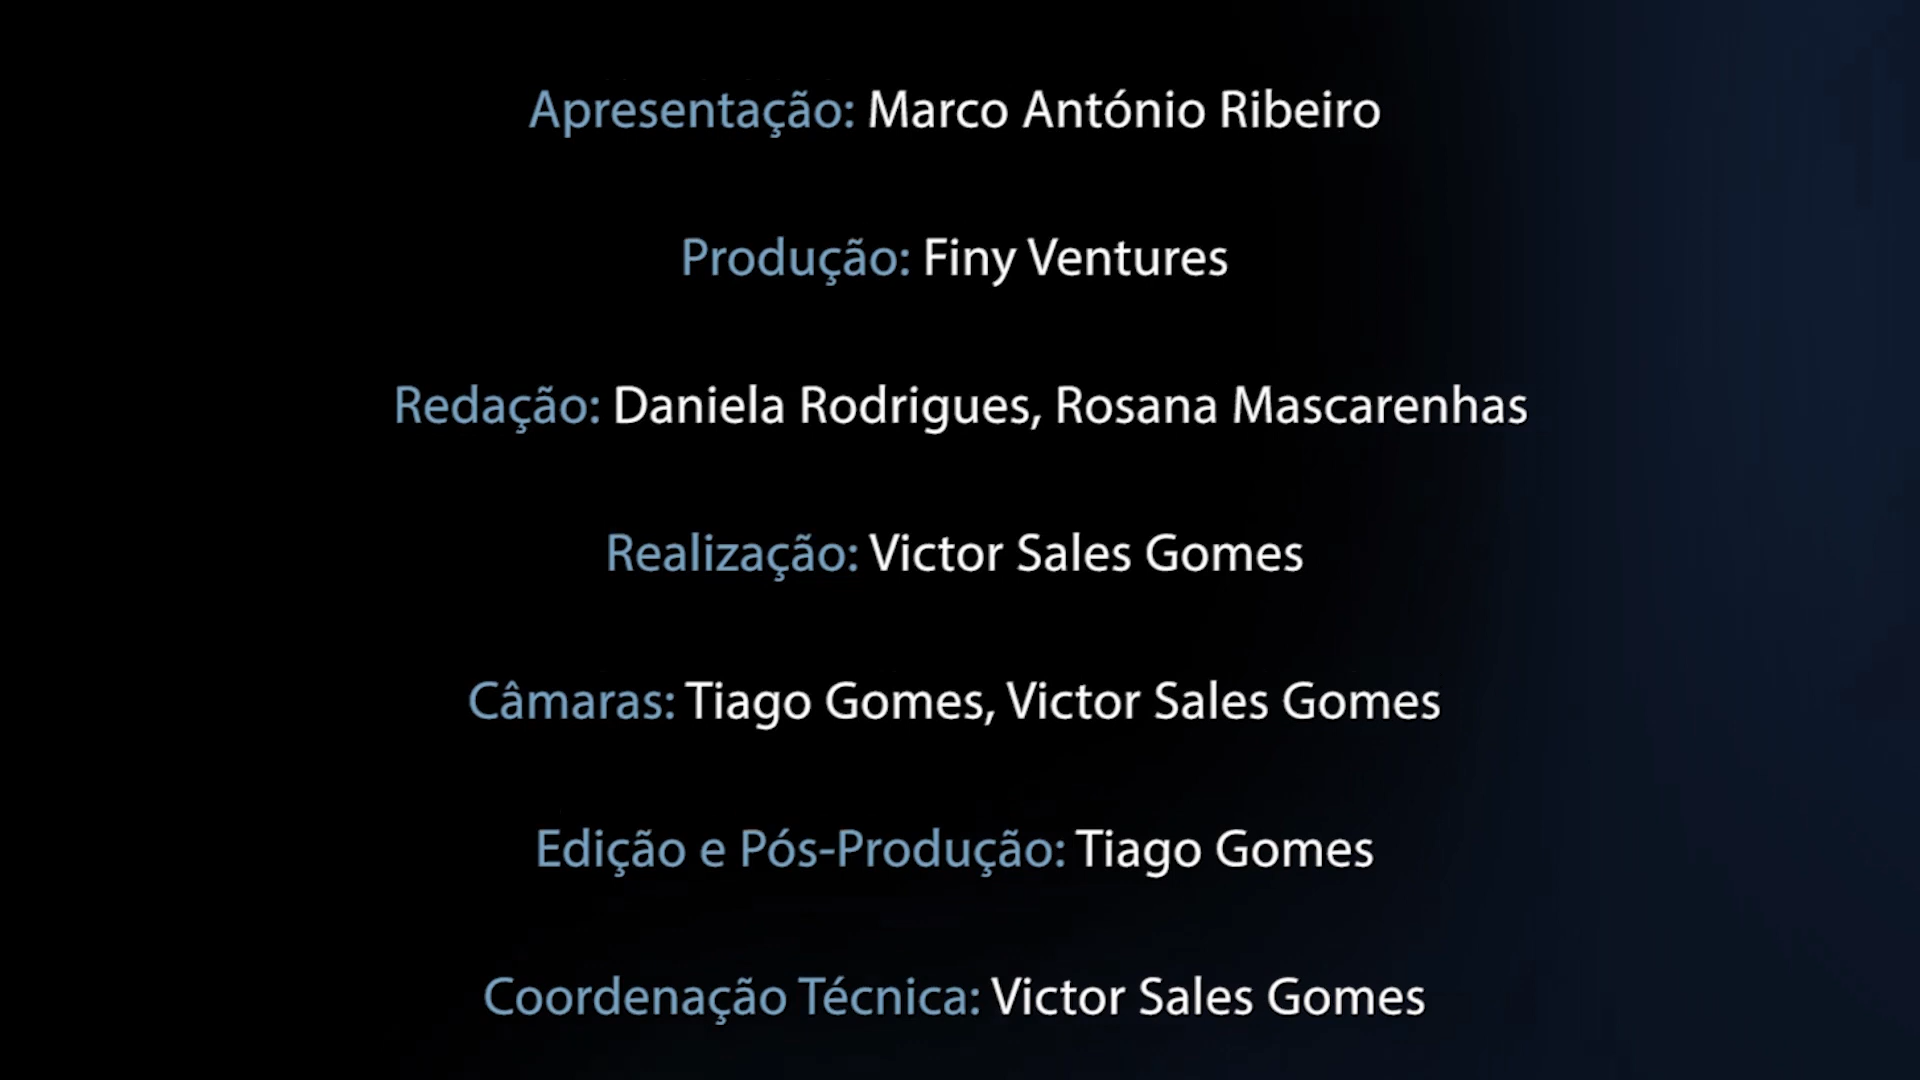 Apresentação: Marco António Ribeiro
Produção: Finy Ventures
Redação: Daniela Rodrigues, Rosana Mascarenhas
Realização: Victor Sales Gomes
Câmaras: Tiago Gomes, Victor Sales Gomes
Edição e Pós-Produção: Tiago Gomes
Coordenação Técnica: Victor Sales Gomes